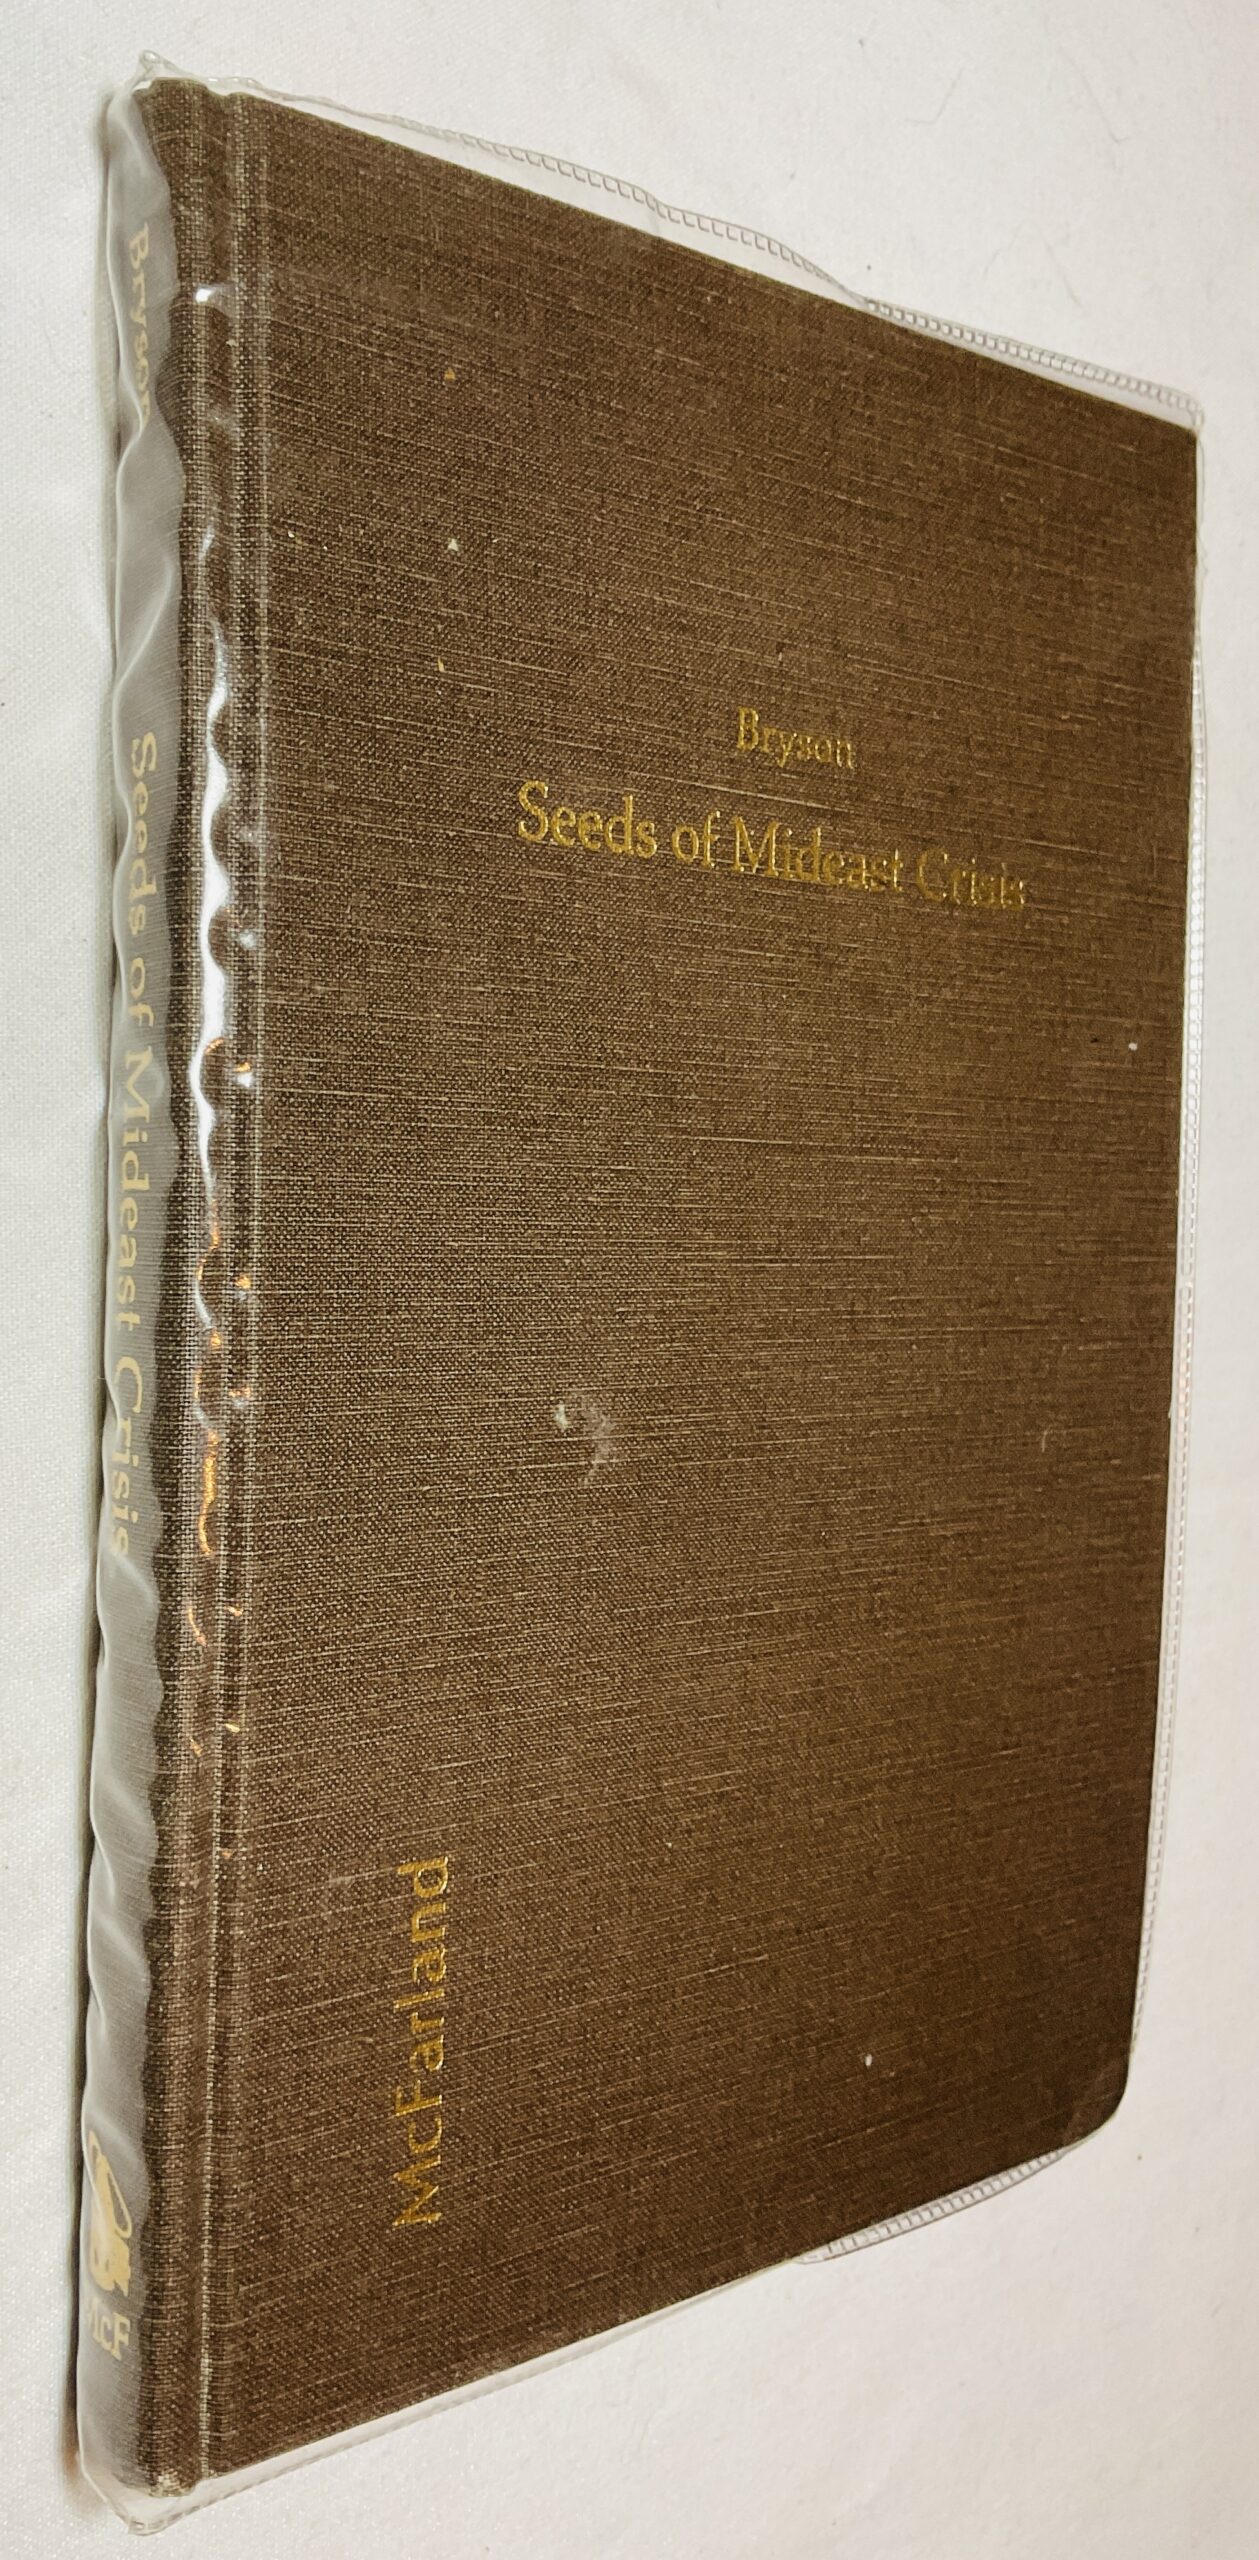 Bryson
Seeds of Mideast Crisis
McFarland
Bryson
Seeds of Mideast Crisis
McF